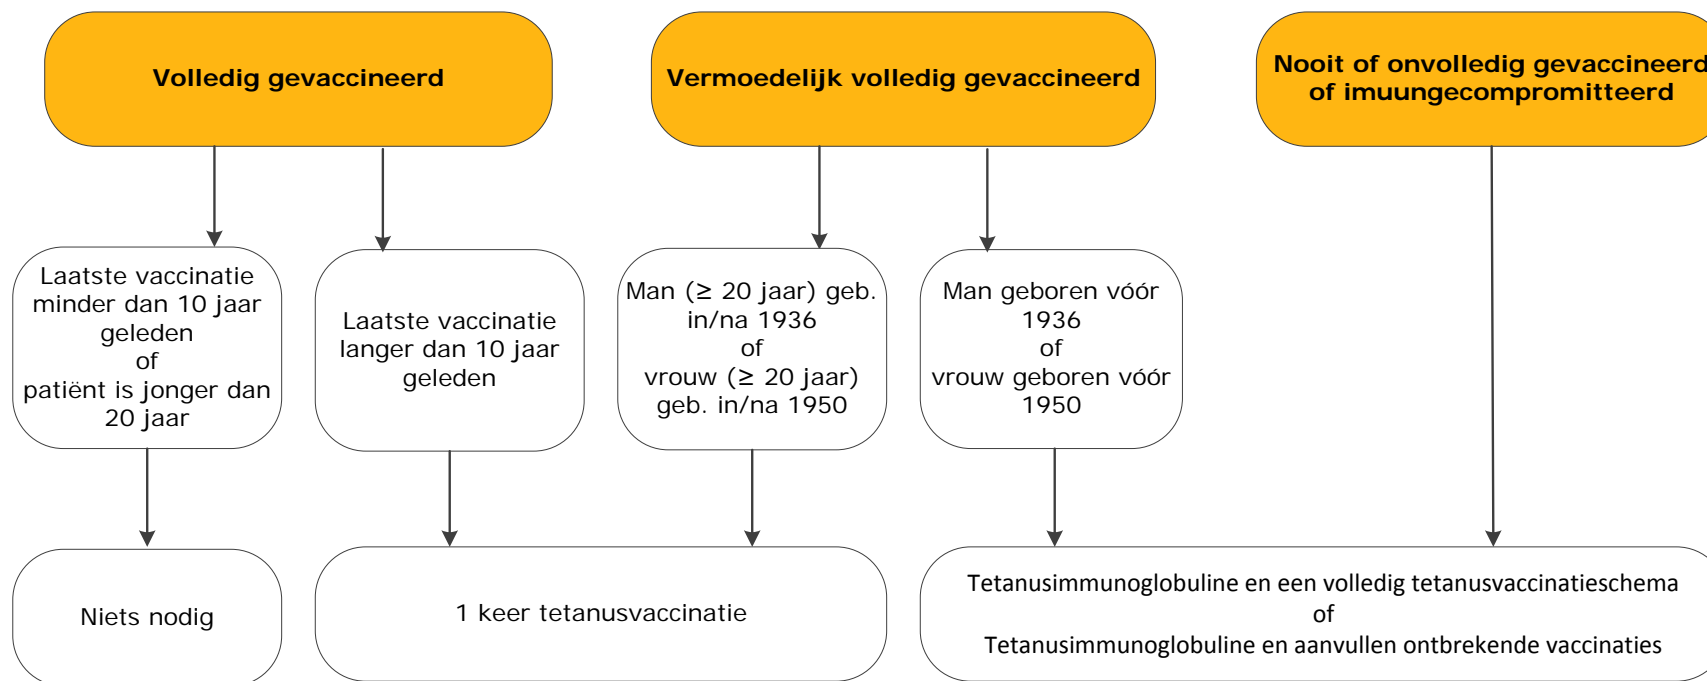 Volledig gevaccineerd
Vermoedelijk volledig gevaccineerd
Nooit of onvolledig gevaccineerd
of imuungecompromitteerd
Laatste vaccinatie
minder dan 10 jaar
geleden
of
patiënt is jonger dan
20 jaar
Laatste vaccinatie
langer dan 10 jaar
geleden
Man (≥ 20 jaar) geb.
in/na 1936
of
vrouw (≥ 20 jaar)
geb. in/na 1950
Man geboren vóór
1936
of
vrouw geboren vóór
1950
Niets nodig
1 keer tetanusvaccinatie
Tetanusimmunoglobuline en een volledig tetanusvaccinatieschema
of
Tetanusimmunoglobuline en aanvullen ontbrekende vaccinaties